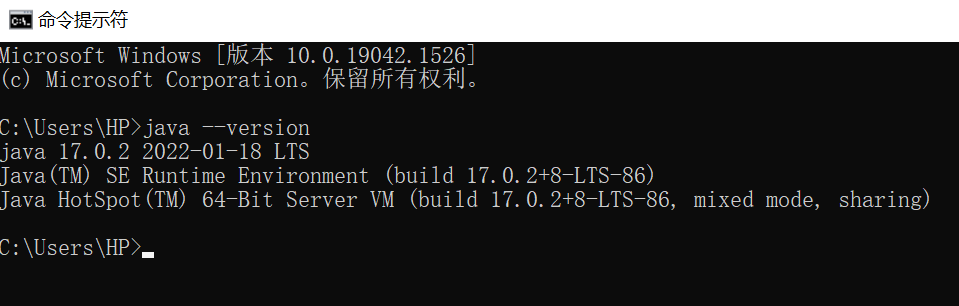 命令提示符
Microsoft Windows [版本 10.0.19042.1526]
(c) Microsoft Corporation。保留所有权利。
C:\Users\HP>java --version
java 17.0.2 2022-01-18 LTS
Java(TM) SE Runtime Environment (build 17.0.2+8-LTS-86)
Java HotSpot(TM) 64-Bit Server VM (build 17.0.2+8-LTS-86, mixed mode, sharing)
C:\Users\HP>